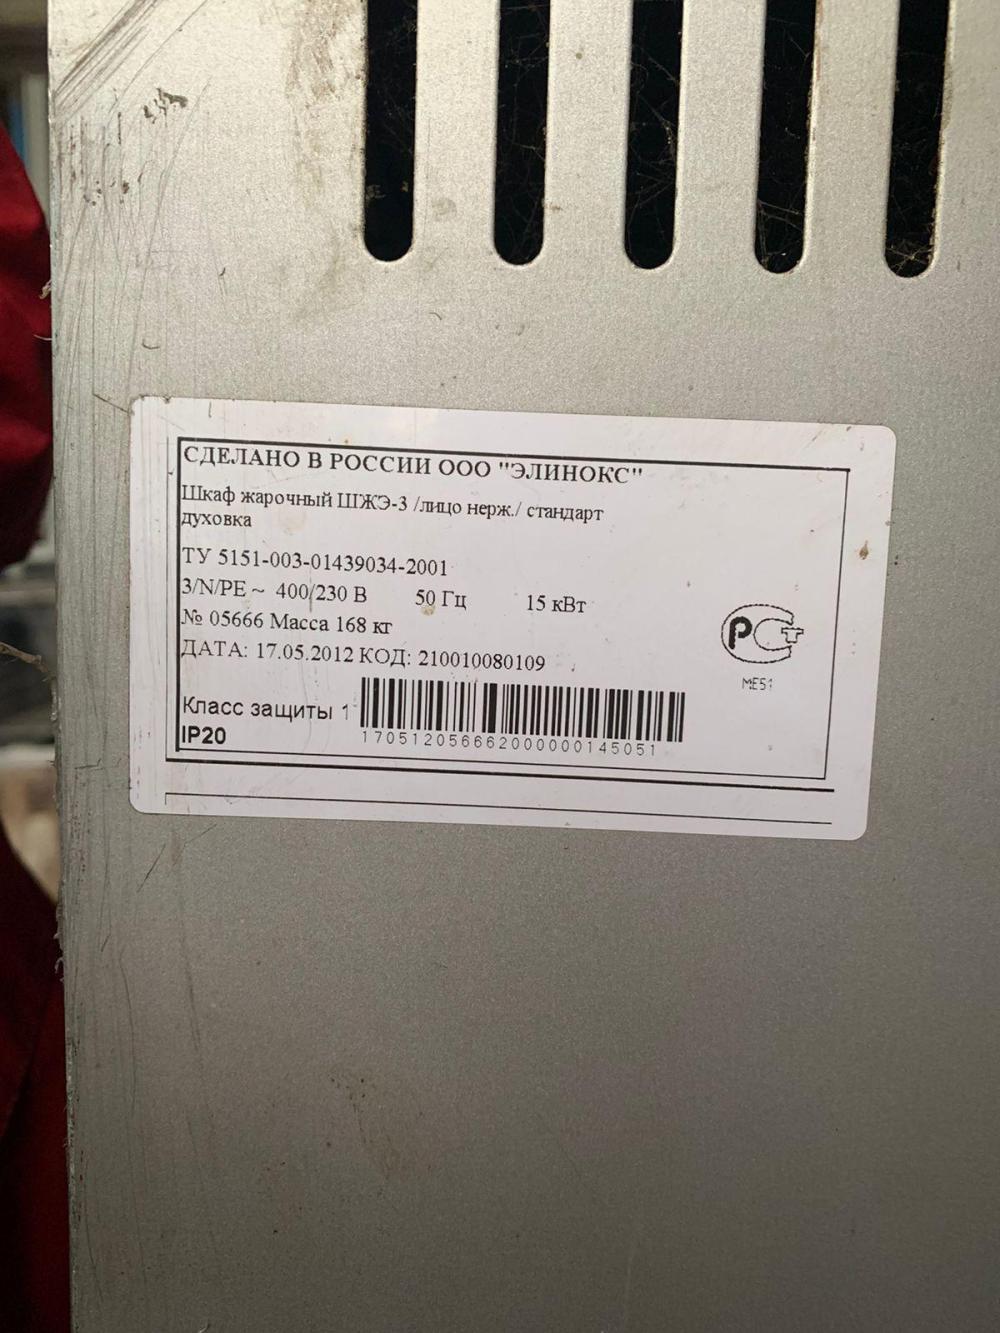 СДЕЛАНО В РОССИИ ООО "ЭЛИНОКС"
Шкаф жарочный ШЖЭ-3 /лицо нерж./ стандарт
духовка
ТУ 5151-003-01439034-2001
3/N/PE ~ 400/230 В 50 Гц 15 кВт
№ 05666 Масса 168 кг
ДАТА: 17.05.2012 КОД: 210010080109
Класс защиты 1
IP20
170512056662000000145051
РСТ
МЕ51